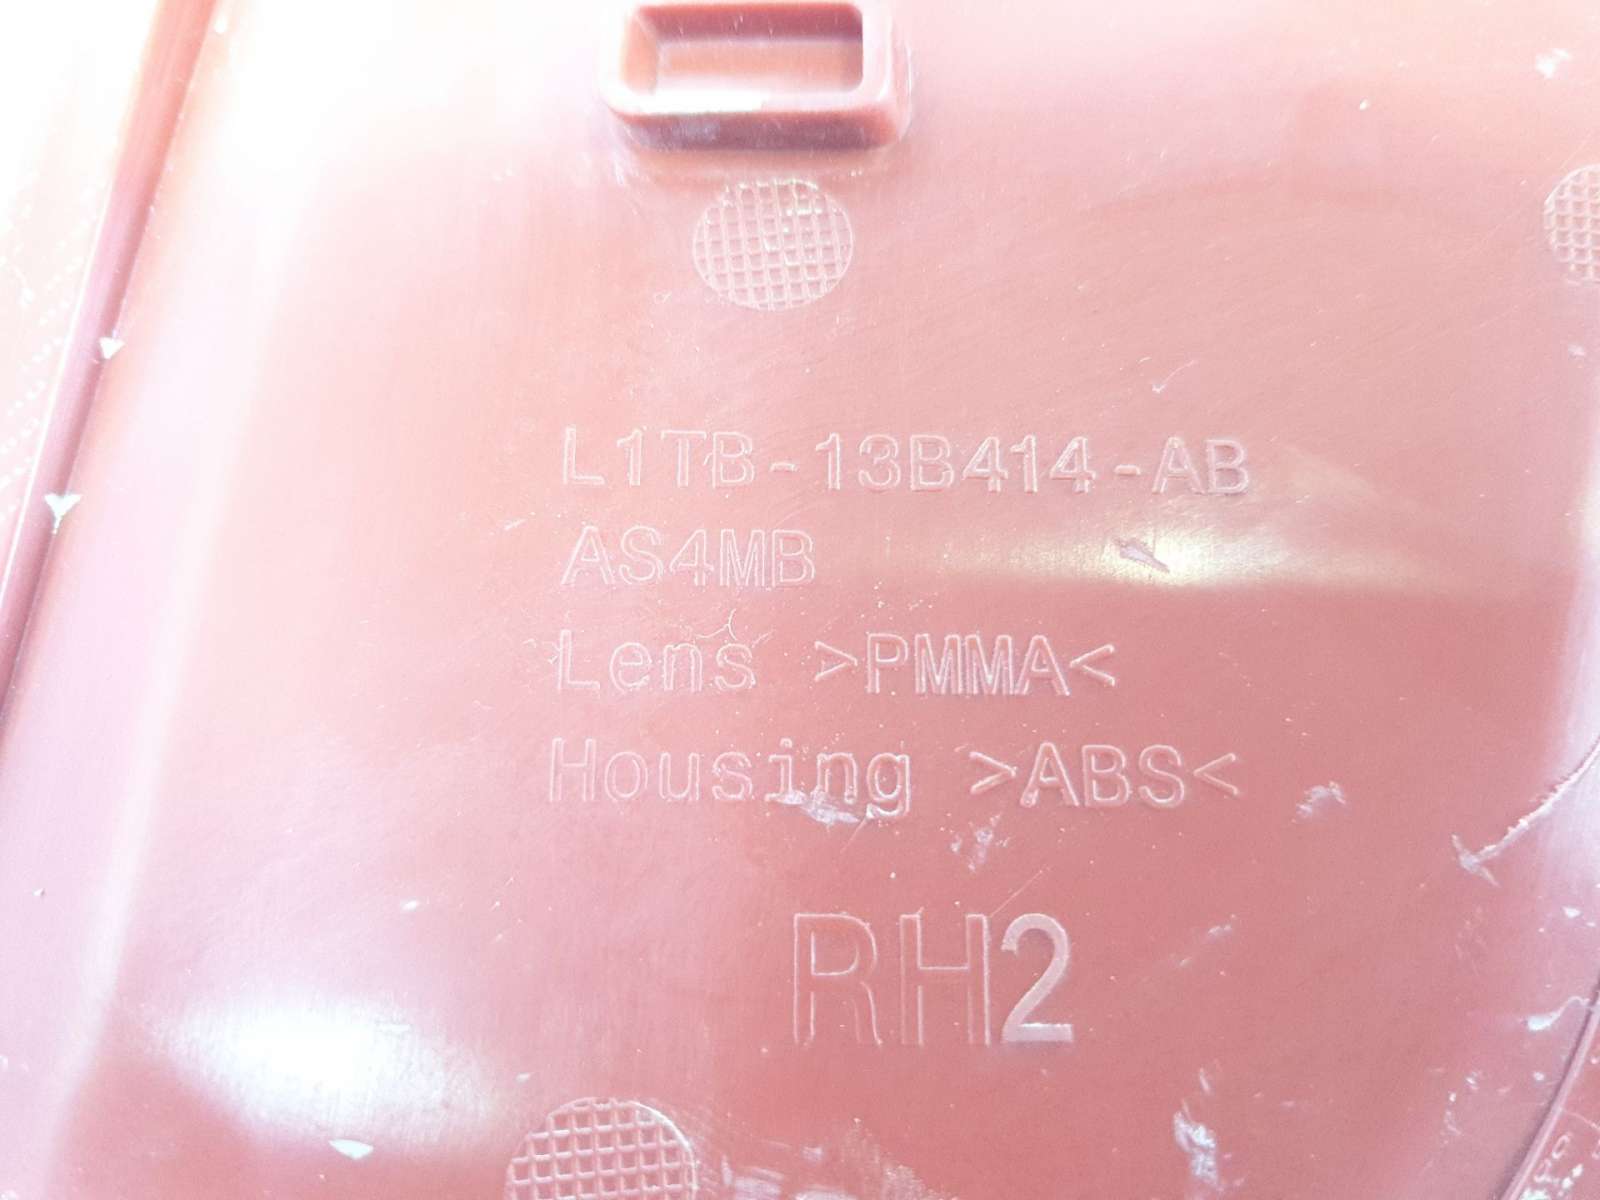 L1TB-13B414-AB
AS4MB
Lens >PMMA<
Housing >ABS<
RH2